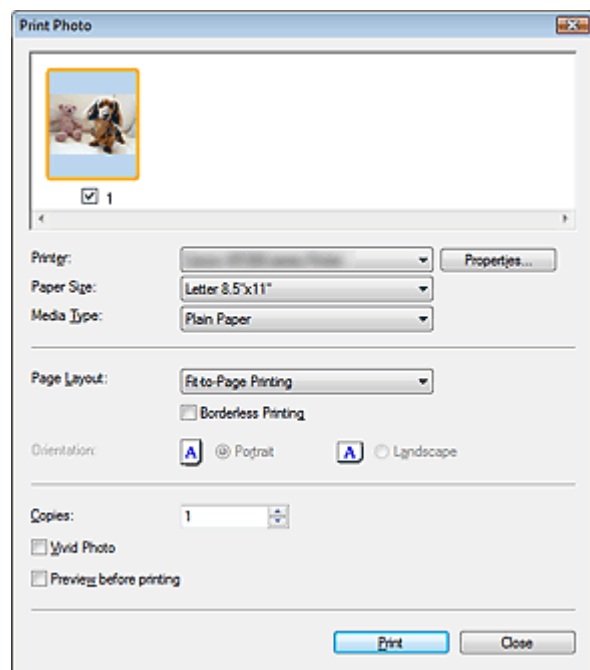 Print Photo
1
Printer:
Properties...
Paper Size: Letter 8.5"x11"
Media Type: Plain Paper
Page Layout: Fit-to-Page Printing
Borderless Printing
Orientation: A Portrait A Landscape
Copies: 1
Vivid Photo
Preview before printing
Print Close